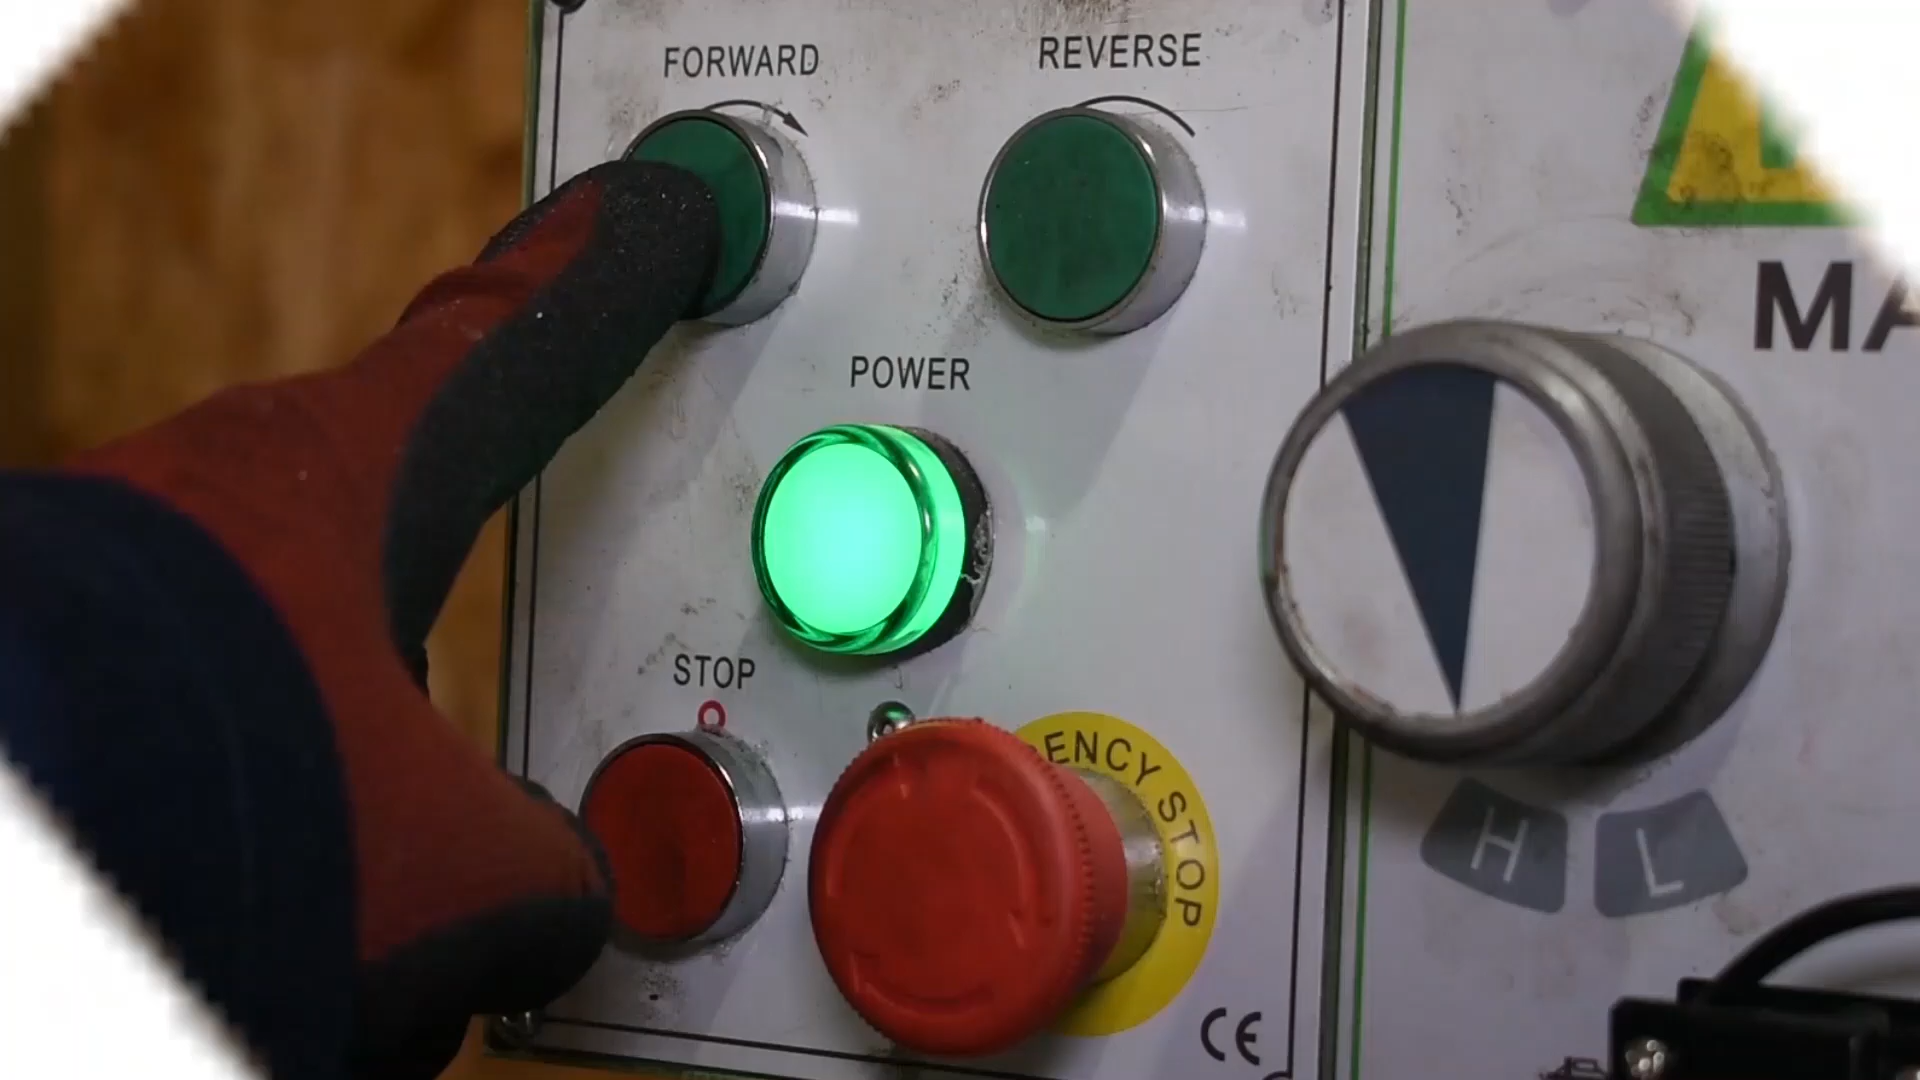 FORWARD
REVERSE
MA
POWER
STOP
ENCY STOP
H
L
CE